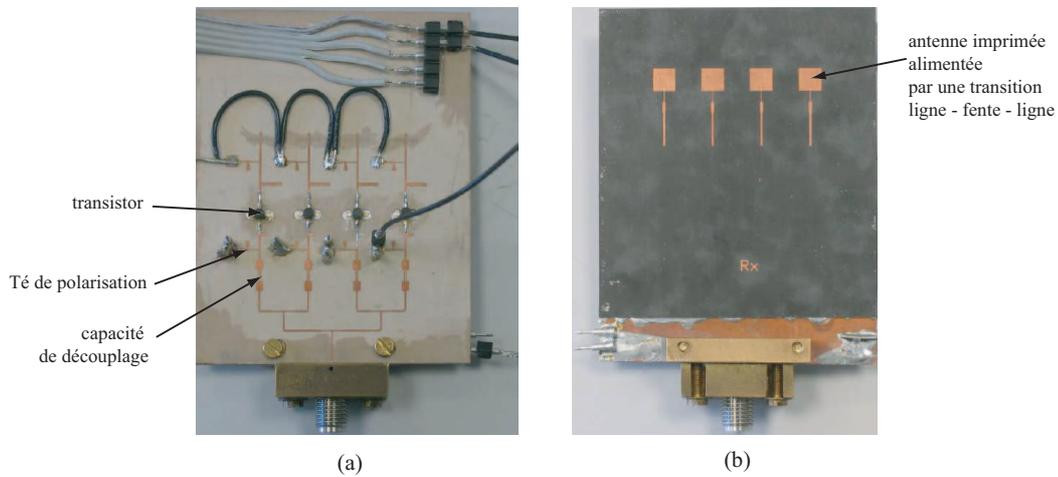 transistor
Té de polarisation
capacité
de découplage
antenne imprimée
alimentée
par une transition
ligne - fente - ligne
Rx
(a)
(b)